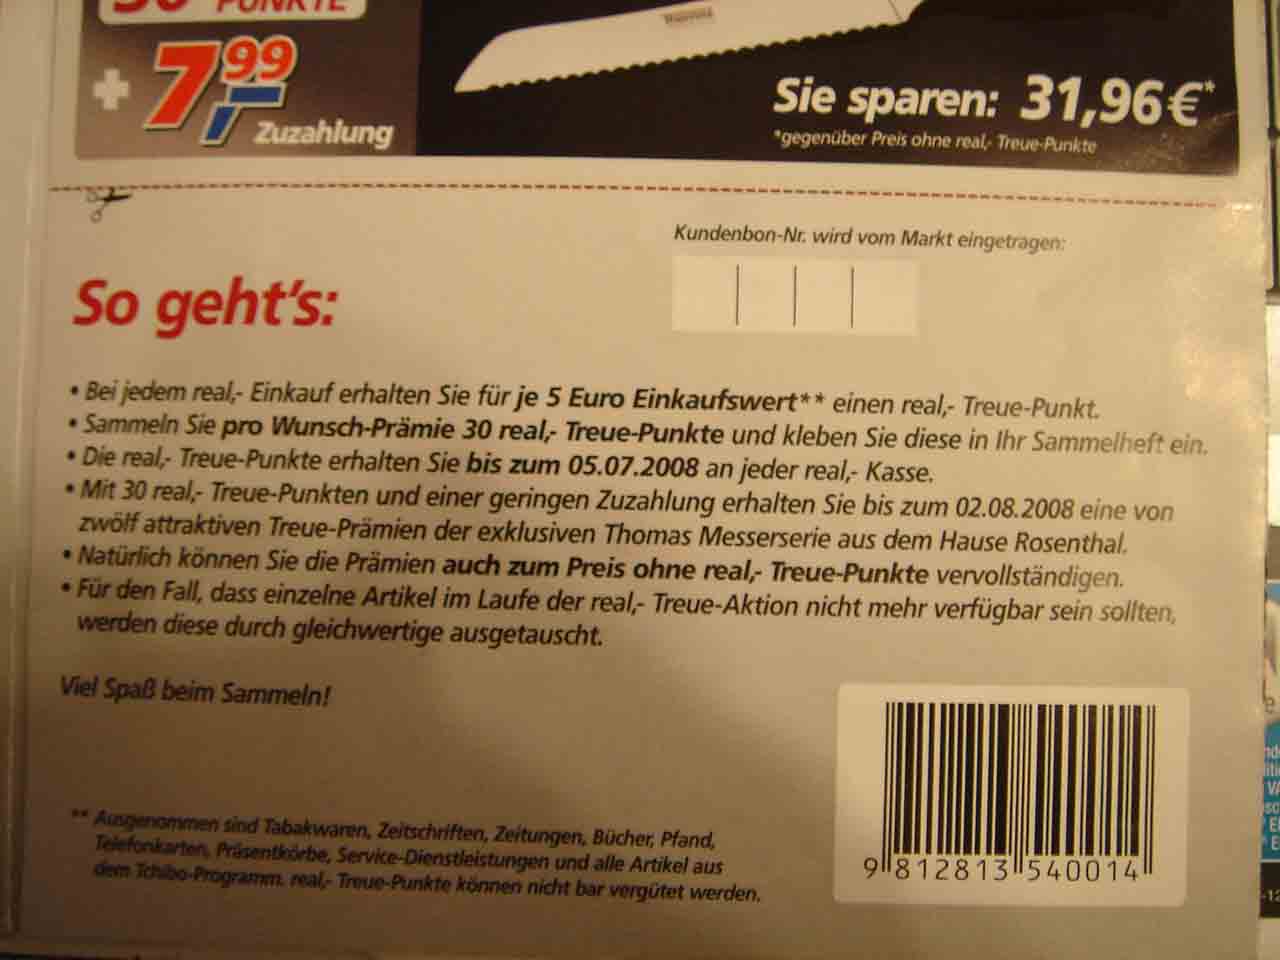 PUNKTE
+ 7,99
Zuzahlung
Sie sparen: 31,96€*
*gegenüber Preis ohne real,- Treue-Punkte
Kundenbon-Nr. wird vom Markt eingetragen:
So geht's:
• Bei jedem real,- Einkauf erhalten Sie für je 5 Euro Einkaufswert** einen real,- Treue-Punkt.
• Sammeln Sie pro Wunsch-Prämie 30 real,- Treue-Punkte und kleben Sie diese in Ihr Sammelheft ein.
• Die real,- Treue-Punkte erhalten Sie bis zum 05.07.2008 an jeder real,- Kasse.
• Mit 30 real,- Treue-Punkten und einer geringen Zuzahlung erhalten Sie bis zum 02.08.2008 eine von
zwölf attraktiven Treue-Prämien der exklusiven Thomas Messerserie aus dem Hause Rosenthal.
• Natürlich können Sie die Prämien auch zum Preis ohne real,- Treue-Punkte vervollständigen.
• Für den Fall, dass einzelne Artikel im Laufe der real,- Treue-Aktion nicht mehr verfügbar sein sollten,
werden diese durch gleichwertige ausgetauscht.
Viel Spaß beim Sammeln!
** Ausgenommen sind Tabakwaren, Zeitschriften, Zeitungen, Bücher, Pfand,
Telefonkarten, Präsentkörbe, Service-Dienstleistungen und alle Artikel aus
dem Tchibo-Programm. real,- Treue-Punkte können nicht bar vergütet werden.
9 812813 540014